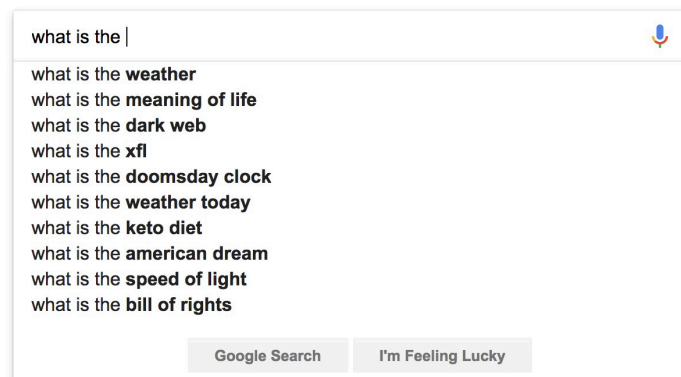 what is the
what is the weather
what is the meaning of life
what is the dark web
what is the xfl
what is the doomsday clock
what is the weather today
what is the keto diet
what is the american dream
what is the speed of light
what is the bill of rights
Google Search I'm Feeling Lucky